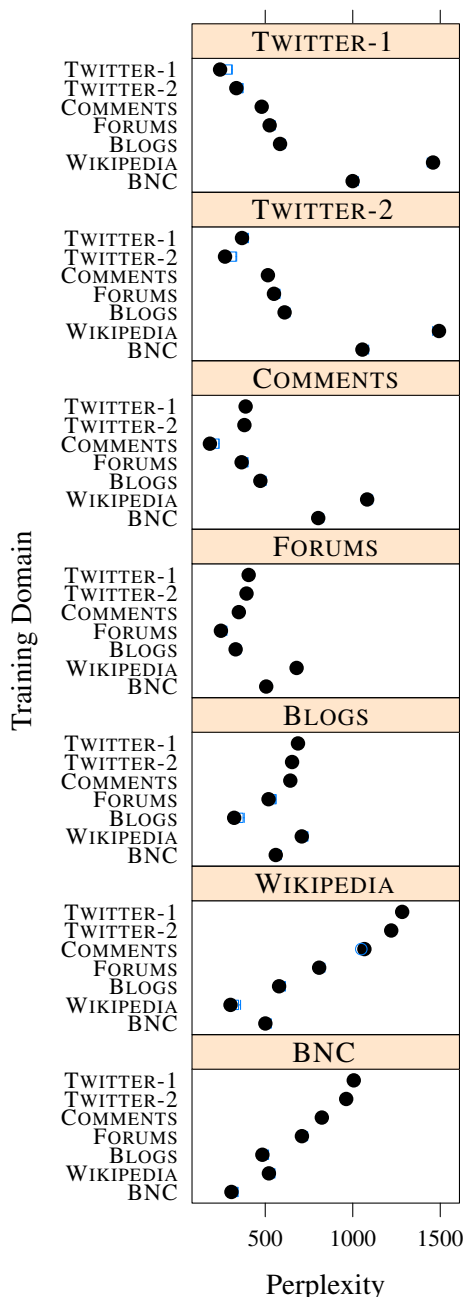 TWITTER-1
TWITTER-1
TWITTER-2
COMMENTS
FORUMS
BLOGS
WIKIPEDIA
BNC
TWITTER-2
TWITTER-1
TWITTER-2
COMMENTS
FORUMS
BLOGS
WIKIPEDIA
BNC
COMMENTS
TWITTER-1
TWITTER-2
COMMENTS
FORUMS
BLOGS
WIKIPEDIA
BNC
FORUMS
TWITTER-1
TWITTER-2
COMMENTS
FORUMS
BLOGS
WIKIPEDIA
BNC
BLOGS
TWITTER-1
TWITTER-2
COMMENTS
FORUMS
BLOGS
WIKIPEDIA
BNC
WIKIPEDIA
TWITTER-1
TWITTER-2
COMMENTS
FORUMS
BLOGS
WIKIPEDIA
BNC
BNC
TWITTER-1
TWITTER-2
COMMENTS
FORUMS
BLOGS
WIKIPEDIA
BNC
Training Domain
500 1000 1500
Perplexity